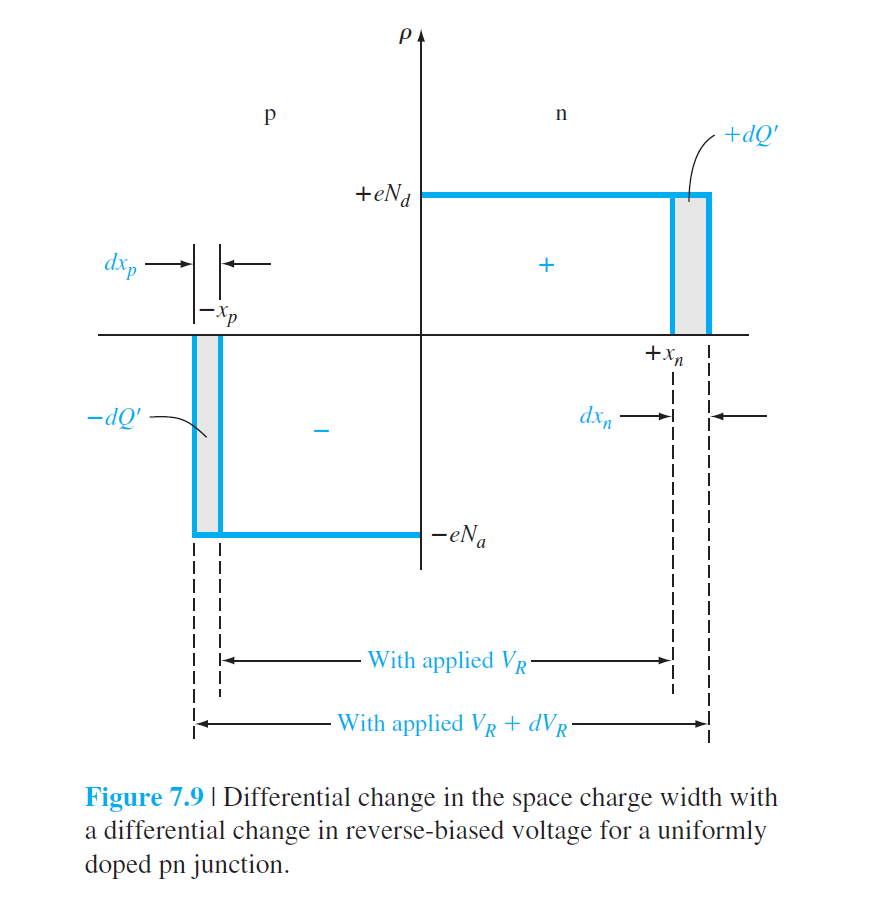 ρ
p
n
+dQ'
+eN_d
dx_p
+
−x_p
+x_n
−dQ'
−
dx_n
−eN_a
With applied V_R
With applied V_R + dV_R
Figure 7.9 | Differential change in the space charge width with
a differential change in reverse-biased voltage for a uniformly
doped pn junction.